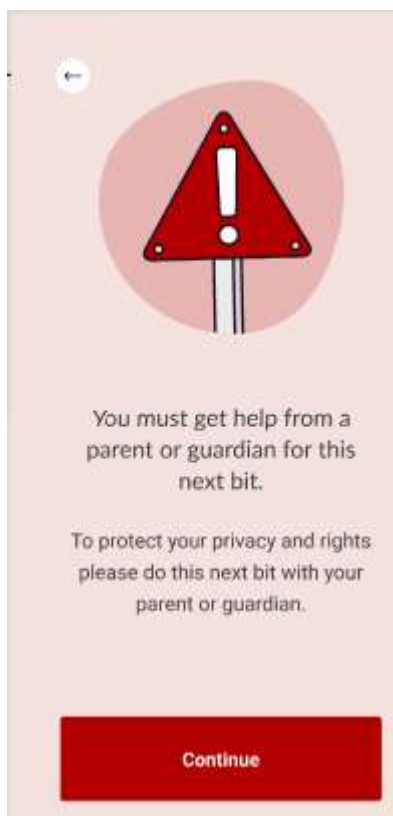 You must get help from a
parent or guardian for this
next bit.
To protect your privacy and rights
please do this next bit with your
parent or guardian.
Continue